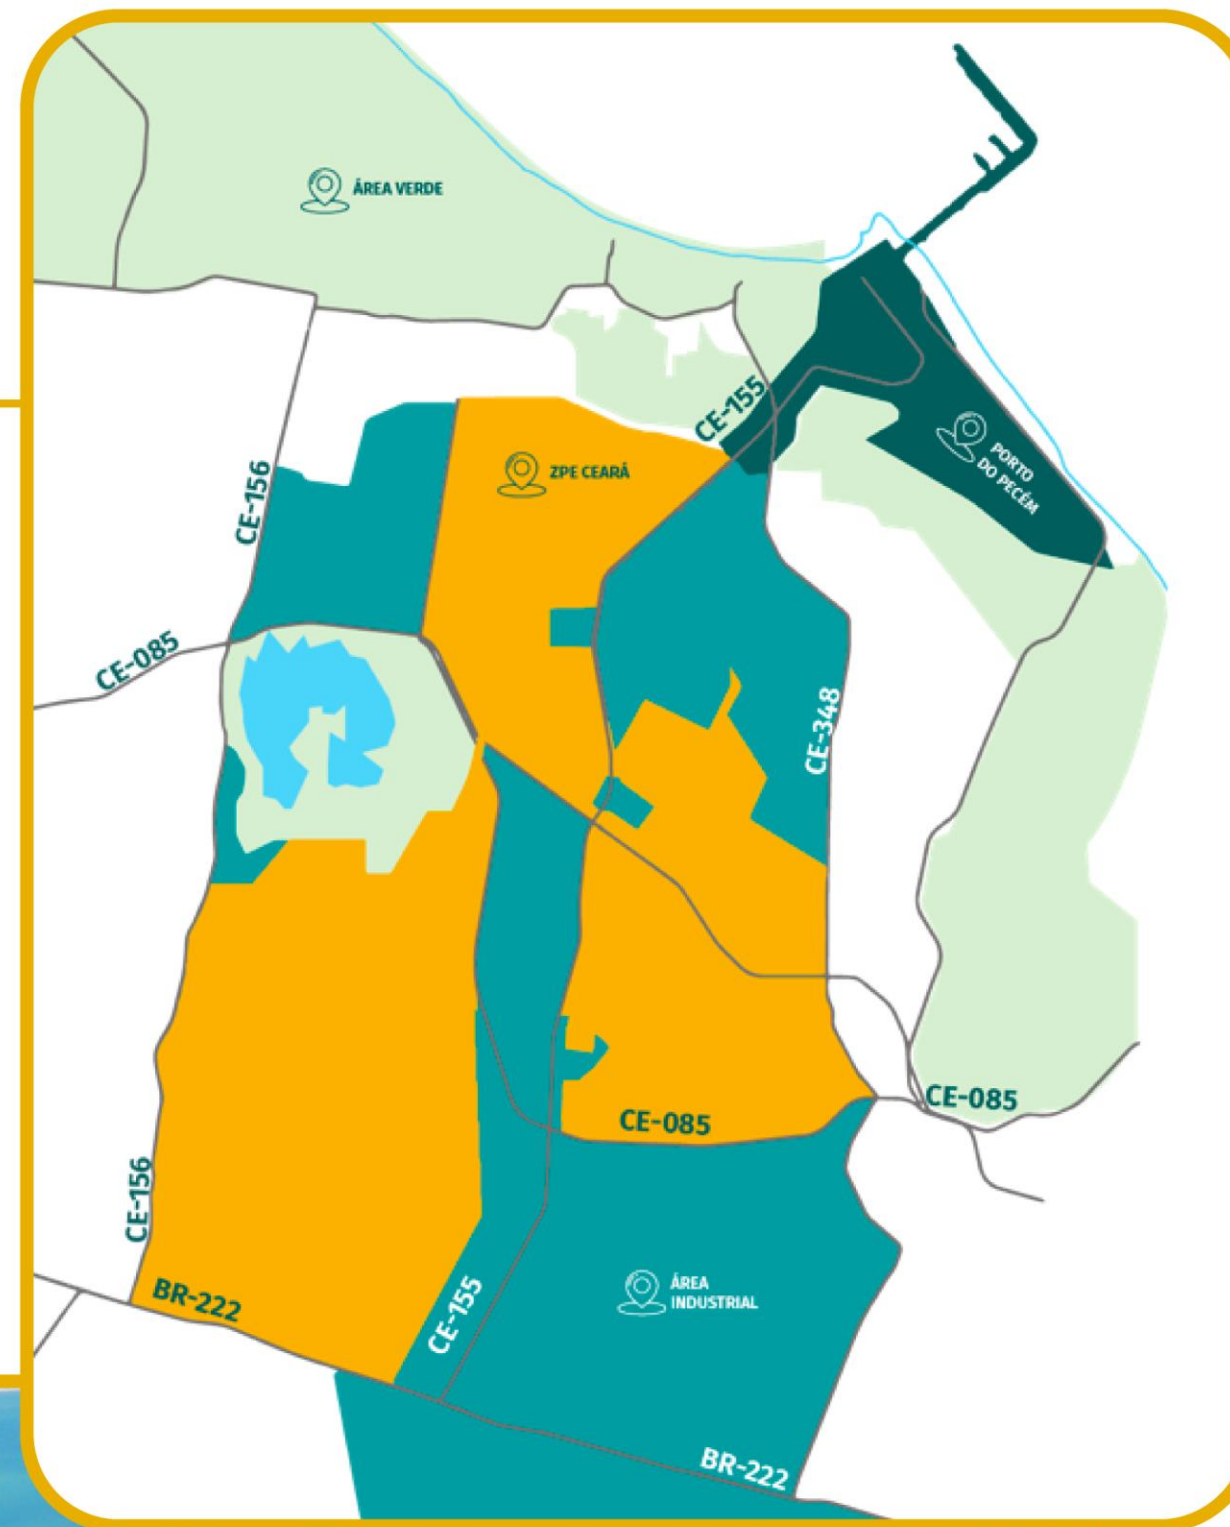 ÁREA VERDE
CE-155
PORTO
DO PECÉM
ZPE CEARÁ
CE-156
CE-085
CE-348
CE-085
CE-085
CE-156
ÁREA
INDUSTRIAL
BR-222
CE-155
BR-222